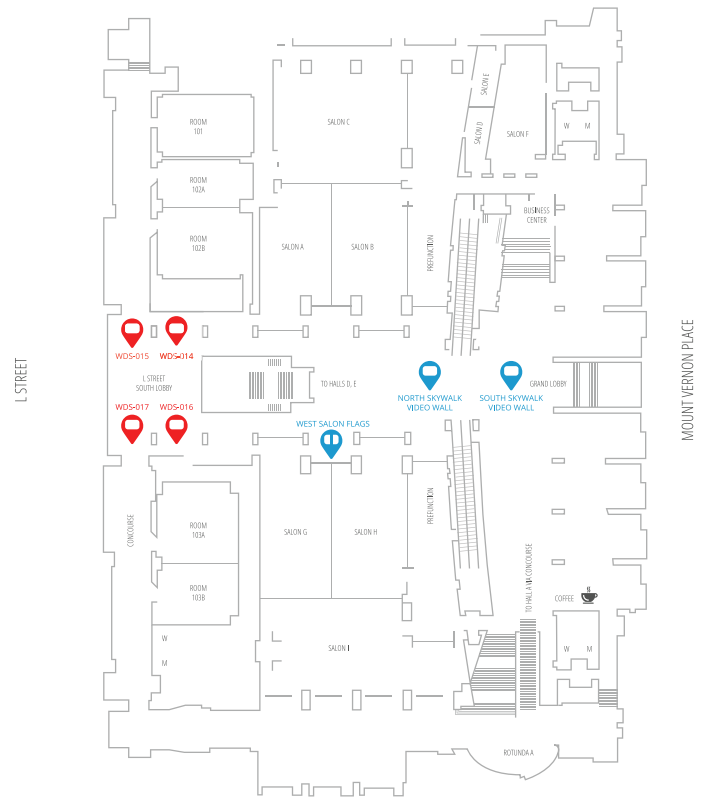 SALON E
ROOM
101
SALON C
SALON D
SALON F
W
M
ROOM
102A
BUSINESS
CENTER
ROOM
102B
SALON A
SALON B
PREFUNCTION
WDS-015
WDS-014
L STREET
MOUNT VERNON PLACE
L STREET
SOUTH LOBBY
TO HALLS D, E
GRAND LOBBY
NORTH SKYWALK
VIDEO WALL
SOUTH SKYWALK
VIDEO WALL
WDS-017
WDS-016
WEST SALON FLAGS
CONCOURSE
ROOM
103A
SALON G
SALON H
PREFUNCTION
TO HALL A VIA CONCOURSE
ROOM
103B
COFFEE
W
M
SALON I
W
M
ROTUNDA A